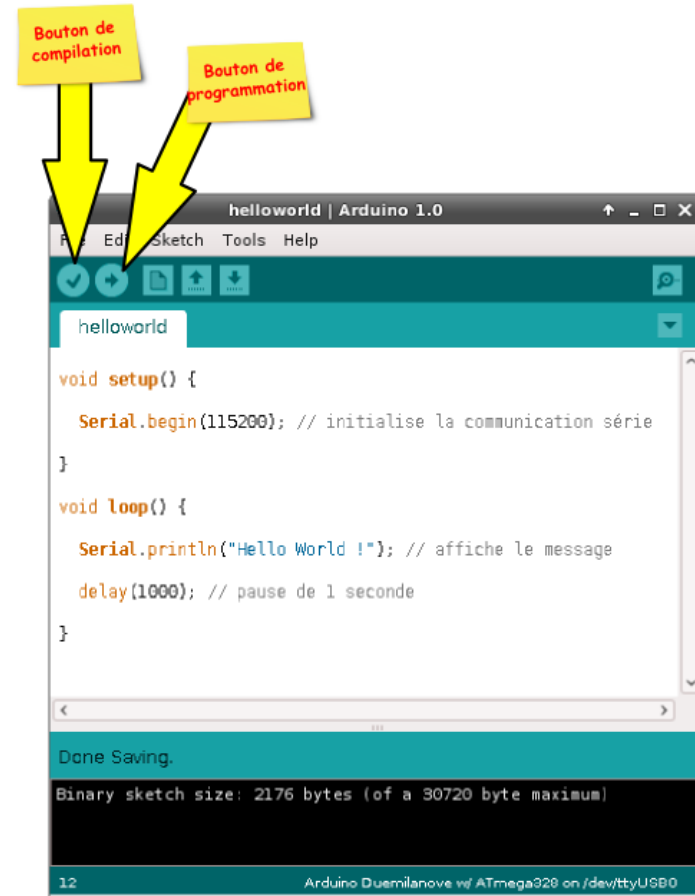 Bouton de
compilation
Bouton de
programmation
helloworld | Arduino 1.0
Edit Sketch Tools Help
helloworld
void setup() {
Serial.begin(115200); // initialise la communication série
}
void loop() {
Serial.println("Hello World !"); // affiche le message
delay(1000); // pause de 1 seconde
}
Done Saving.
Binary sketch size: 2176 bytes (of a 30720 byte maximum)
12
Arduino Duemilanove w/ ATmega328 on /dev/ttyUSB0